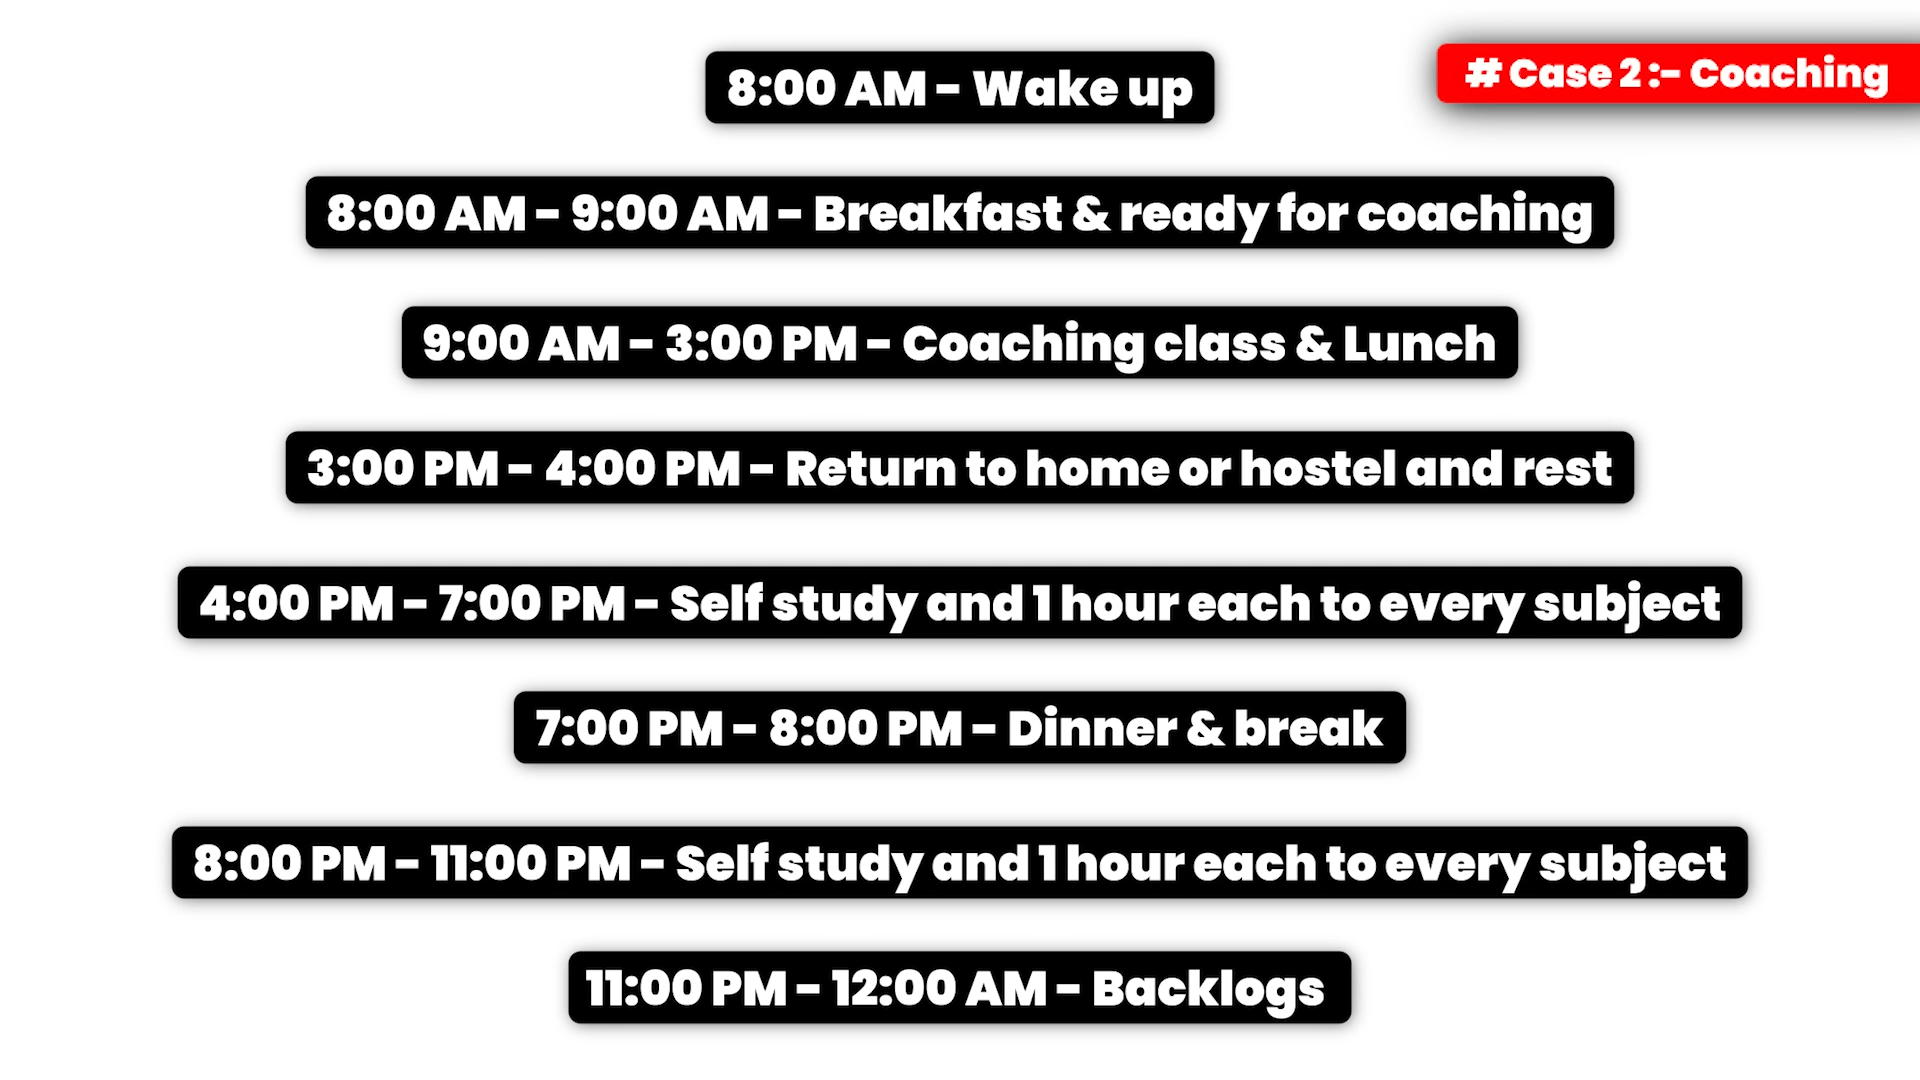 # Case 2 :- Coaching
8:00 AM - Wake up
8:00 AM - 9:00 AM - Breakfast & ready for coaching
9:00 AM - 3:00 PM - Coaching class & Lunch
3:00 PM - 4:00 PM - Return to home or hostel and rest
4:00 PM - 7:00 PM - Self study and 1 hour each to every subject
7:00 PM - 8:00 PM - Dinner & break
8:00 PM - 11:00 PM - Self study and 1 hour each to every subject
11:00 PM - 12:00 AM - Backlogs